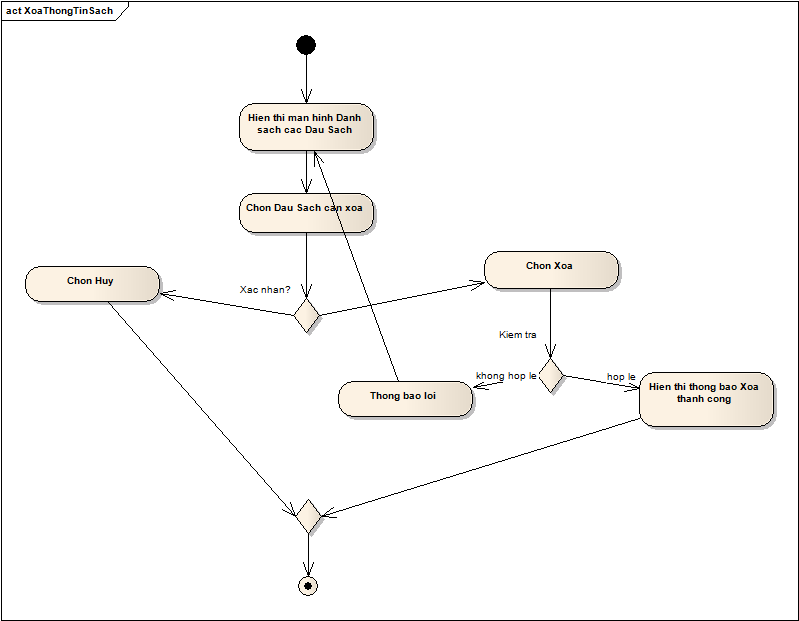 act XoaThongTinSach
Hien thi man hinh Danh
sach cac Dau Sach
Chon Dau Sach can xoa
Chon Huy
Xac nhan?
Chon Xoa
Kiem tra
khong hop le
hop le
Thong bao loi
Hien thi thong bao Xoa
thanh cong